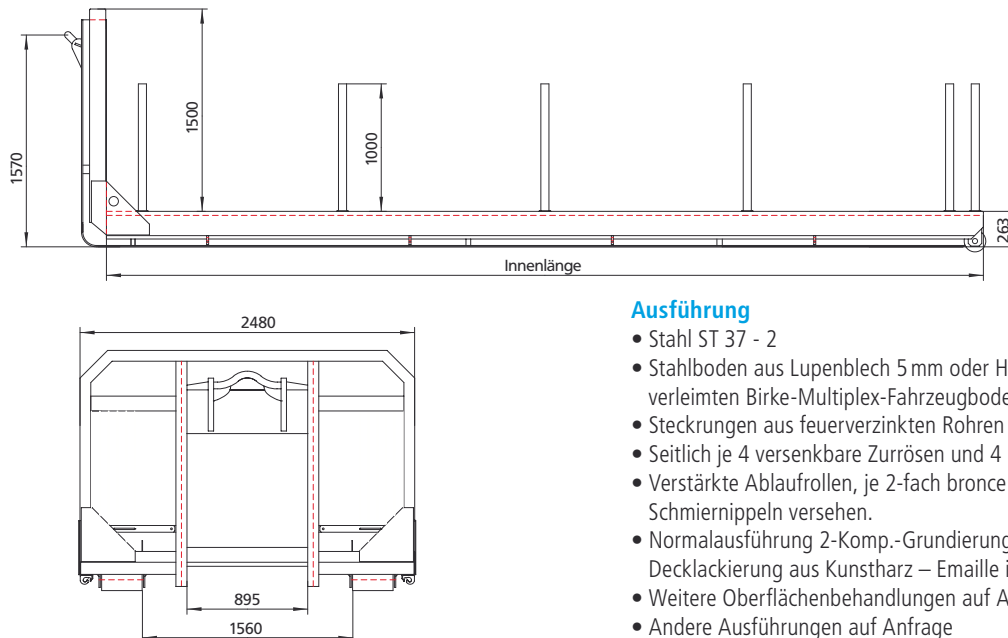 1570
1500
1000
263
Innenlänge
2480
895
1560
Ausführung
• Stahl ST 37 - 2
• Stahlboden aus Lupenblech 5 mm oder H
verleimten Birke-Multiplex-Fahrzeugbode
• Steckrungen aus feuerverzinkten Rohren
• Seitlich je 4 versenkbare Zurrösen und 4
• Verstärkte Ablaufrollen, je 2-fach bronce
Schmiernippeln versehen.
• Normalausführung 2-Komp.-Grundierung
Decklackierung aus Kunstharz – Emaille i
• Weitere Oberflächenbehandlungen auf A
• Andere Ausführungen auf Anfrage